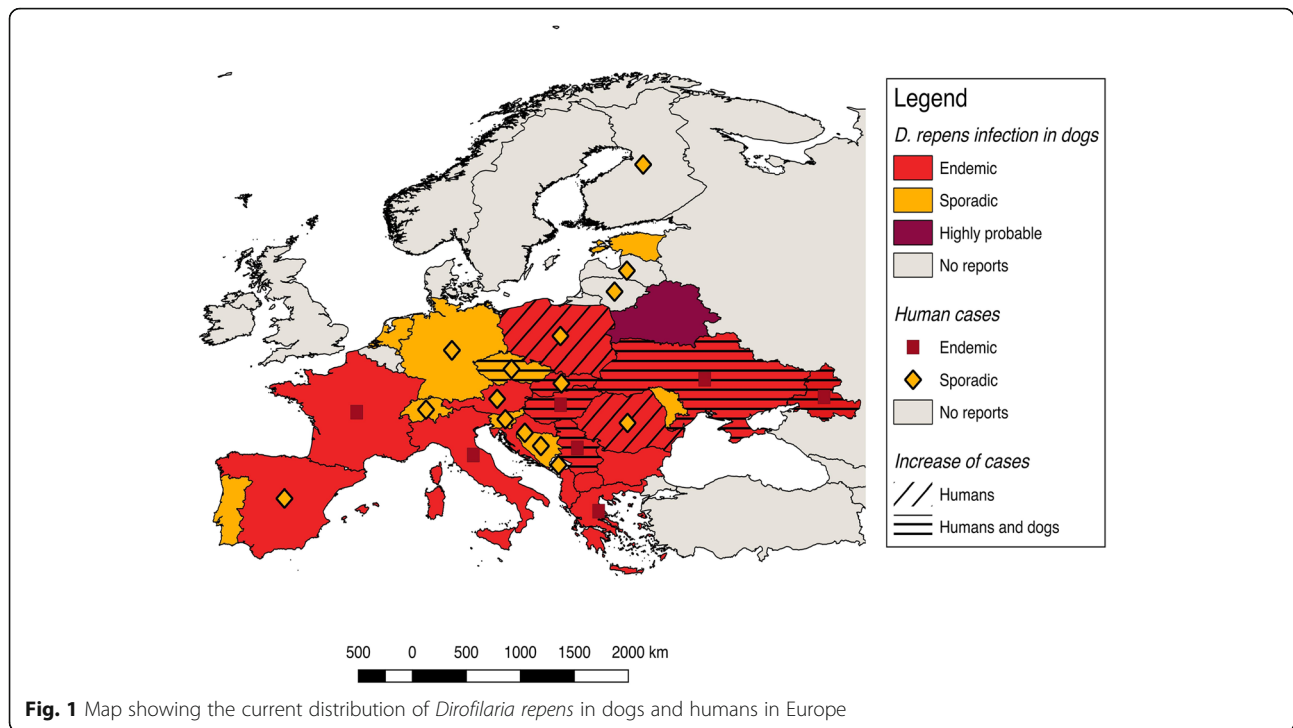 Legend
D. repens infection in dogs
Endemic
Sporadic
Highly probable
No reports
Human cases
Endemic
Sporadic
No reports
Increase of cases
Humans
Humans and dogs
500 0 500 1000 1500 2000 km
Fig. 1 Map showing the current distribution of Dirofilaria repens in dogs and humans in Europe